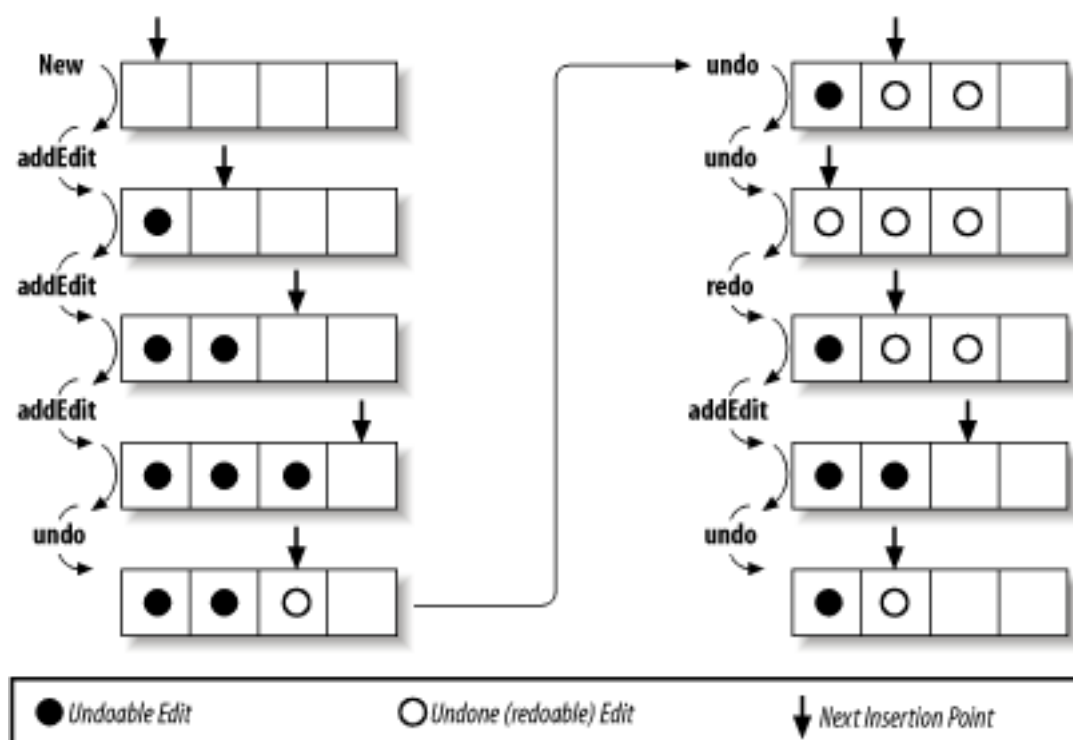 New
addEdit
addEdit
addEdit
undo
undo
undo
redo
addEdit
undo
Undoable Edit
Undone (redoable) Edit
Next Insertion Point